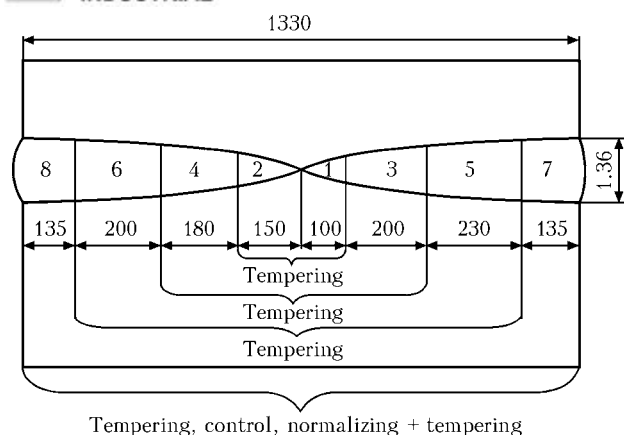 1330
8 6 4 2 1 3 5 7
1.36
135 200 180 150 100 200 230 135
Tempering
Tempering
Tempering
Tempering, control, normalizing + tempering